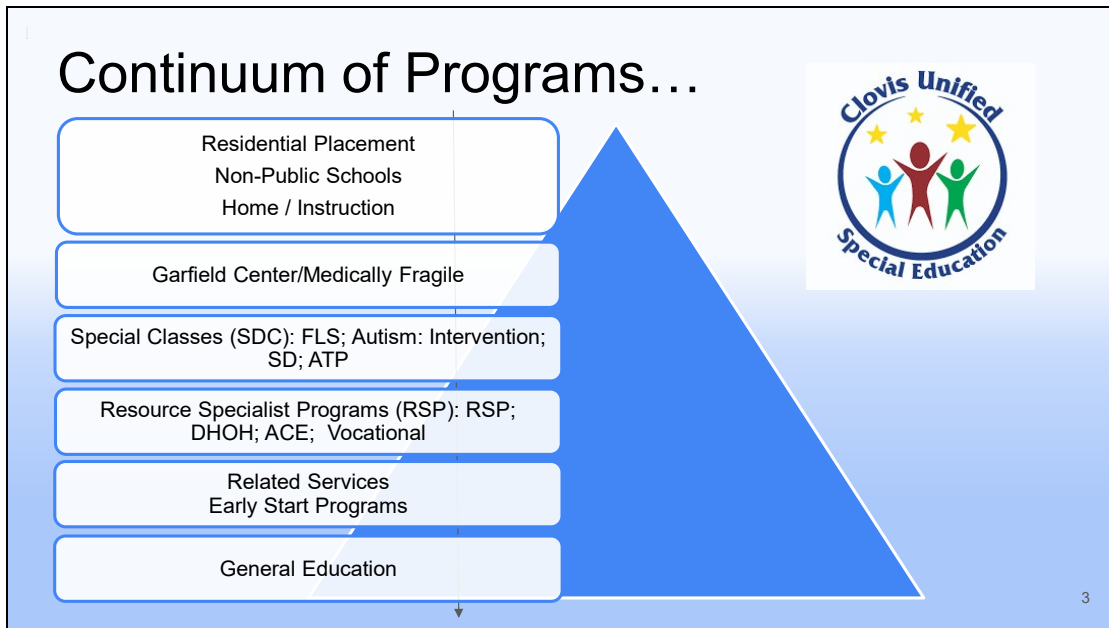 Continuum of Programs…
Clovis Unified
Special Education
Residential Placement
Non-Public Schools
Home / Instruction
Garfield Center/Medically Fragile
Special Classes (SDC): FLS; Autism: Intervention;
SD; ATP
Resource Specialist Programs (RSP): RSP;
DHOH; ACE;  Vocational
Related Services
Early Start Programs
General Education
3